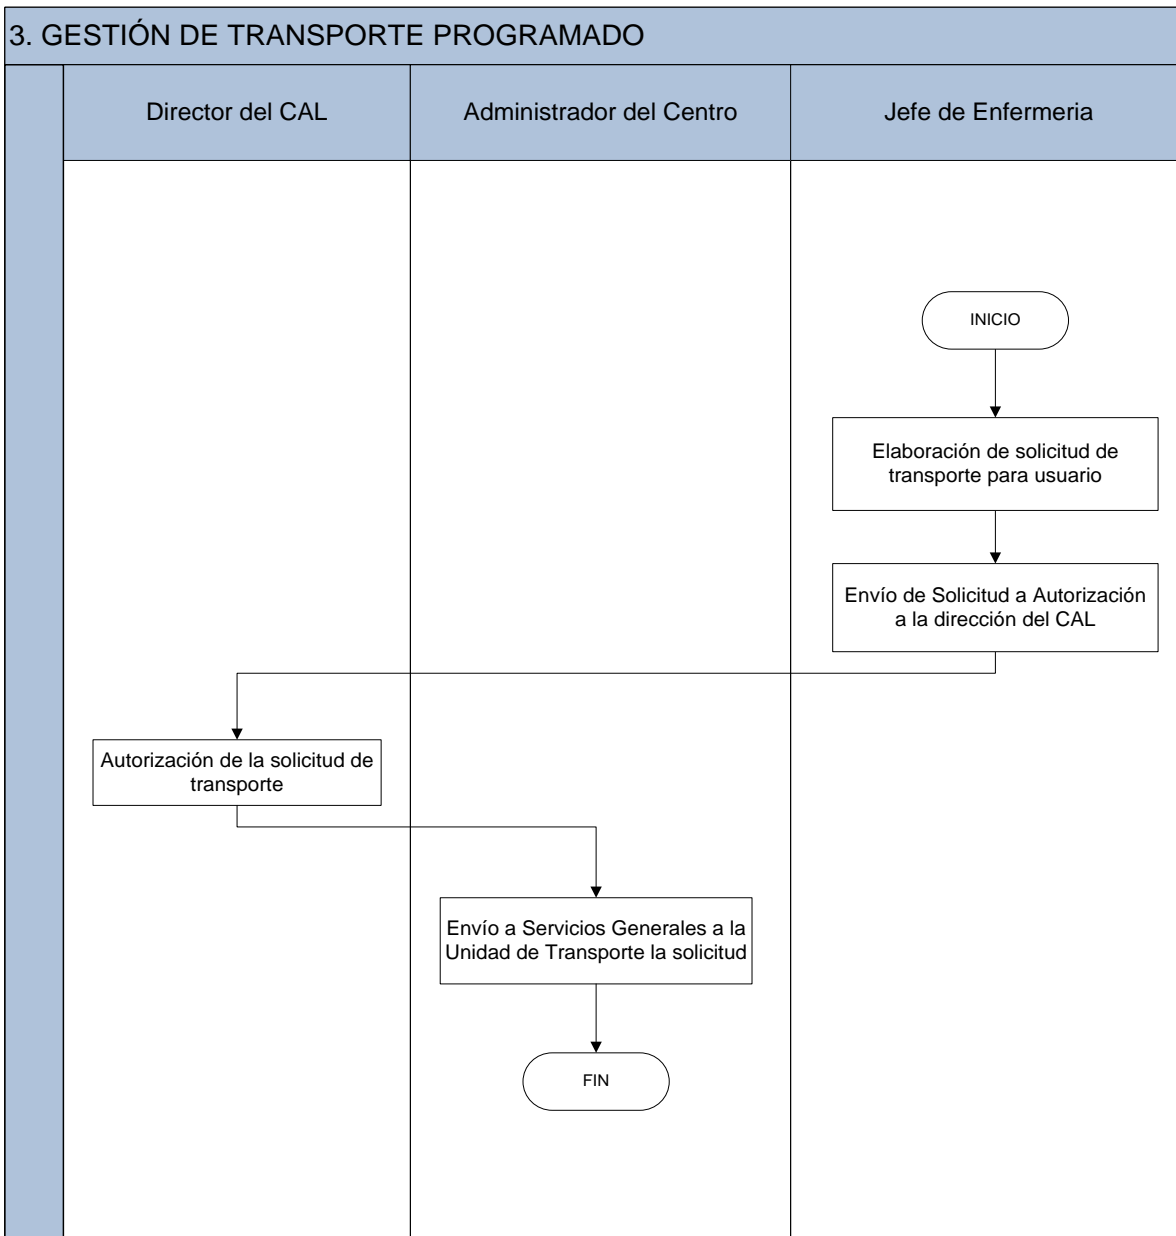 3. GESTIÓN DE TRANSPORTE PROGRAMADO
Director del CAL
Administrador del Centro
Jefe de Enfermeria
INICIO
Elaboración de solicitud de
transporte para usuario
Envío de Solicitud a Autorización
a la dirección del CAL
Autorización de la solicitud de
transporte
Envío a Servicios Generales a la
Unidad de Transporte la solicitud
FIN